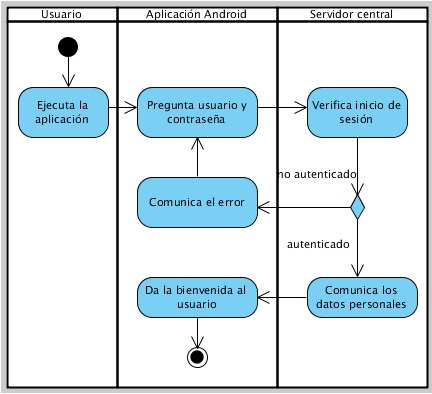 Usuario
Aplicación Android
Servidor central
Ejecuta la
aplicación
Pregunta usuario y
contraseña
Verifica inicio de
sesión
no autenticado
Comunica el error
autenticado
Da la bienvenida al
usuario
Comunica los
datos personales